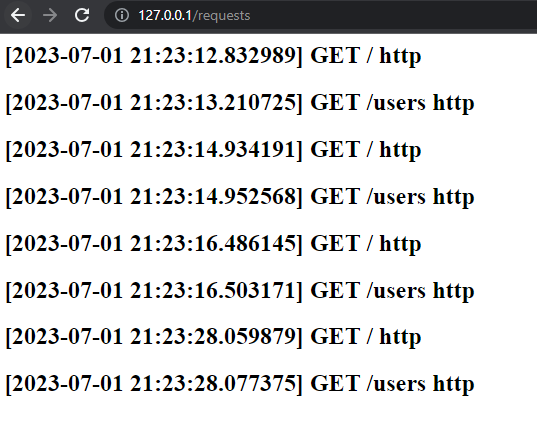 127.0.0.1/requests
[2023-07-01 21:23:12.832989] GET / http
[2023-07-01 21:23:13.210725] GET /users http
[2023-07-01 21:23:14.934191] GET / http
[2023-07-01 21:23:14.952568] GET /users http
[2023-07-01 21:23:16.486145] GET / http
[2023-07-01 21:23:16.503171] GET /users http
[2023-07-01 21:23:28.059879] GET / http
[2023-07-01 21:23:28.077375] GET /users http